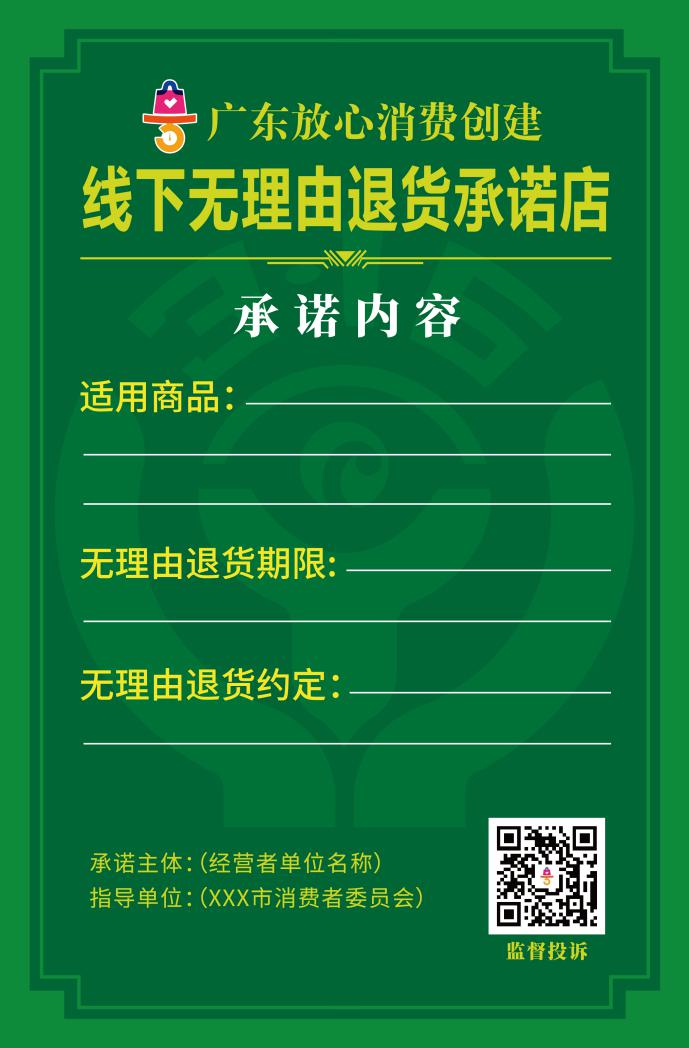 广东放心消费创建
线下无理由退货承诺店
承诺内容
适用商品：
无理由退货期限:
无理由退货约定：
承诺主体：（经营者单位名称）
指导单位：（XXX市消费者委员会）
监督投诉